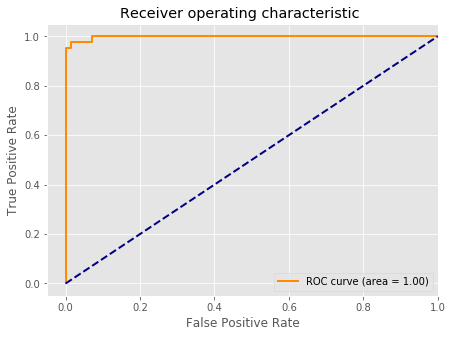 Receiver operating characteristic
True Positive Rate
1.0
0.8
0.6
0.4
0.2
0.0
ROC curve (area = 1.00)
0.0 0.2 0.4 0.6 0.8 1.0
False Positive Rate